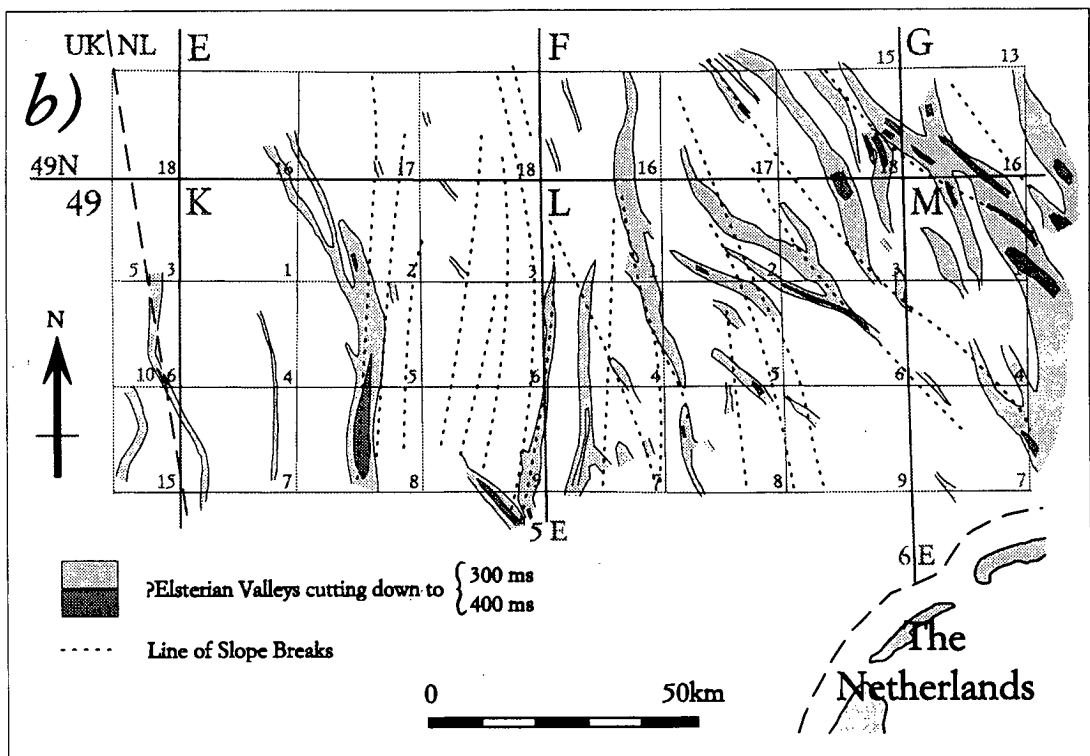 UK\NL E F G
b) 15 13
49N 18 16 17 18 16 17 18 16
49 K L M
5 3 1 2 3 1 2 3
N
10 6 4 5 6 4 5 6 4
15 7 8 9 7 8 9 7
5 E
6 E
?Elsterian Valleys cutting down to { 300 ms
400 ms
Line of Slope Breaks
0 50km
The
Netherlands